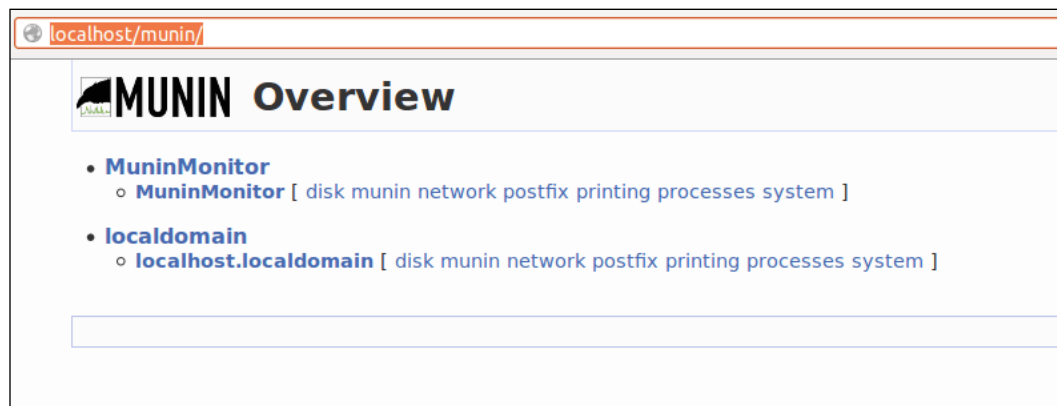 localhost/munin/
MUNIN Overview
MuninMonitor
MuninMonitor [ disk munin network postfix printing processes system ]
localdomain
localhost.localdomain [ disk munin network postfix printing processes system ]